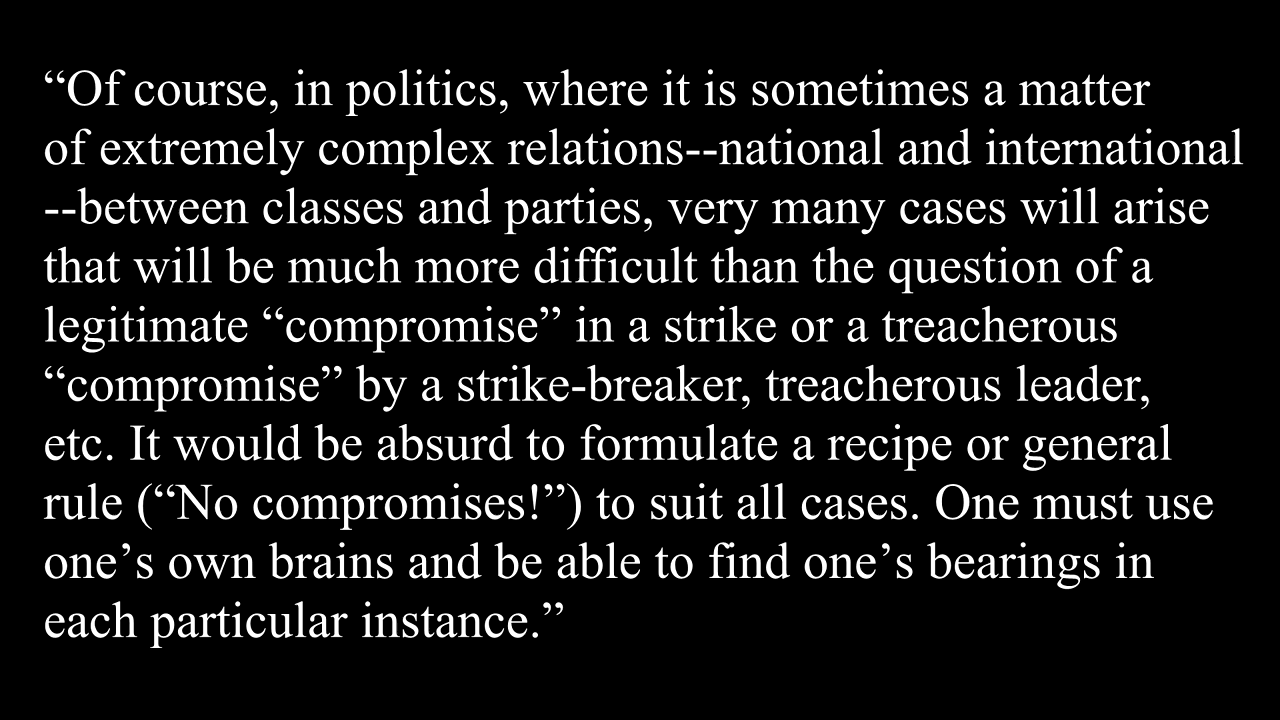 “Of course, in politics, where it is sometimes a matter
of extremely complex relations--national and international
--between classes and parties, very many cases will arise
that will be much more difficult than the question of a
legitimate “compromise” in a strike or a treacherous
“compromise” by a strike-breaker, treacherous leader,
etc. It would be absurd to formulate a recipe or general
rule (“No compromises!”) to suit all cases. One must use
one’s own brains and be able to find one’s bearings in
each particular instance.”